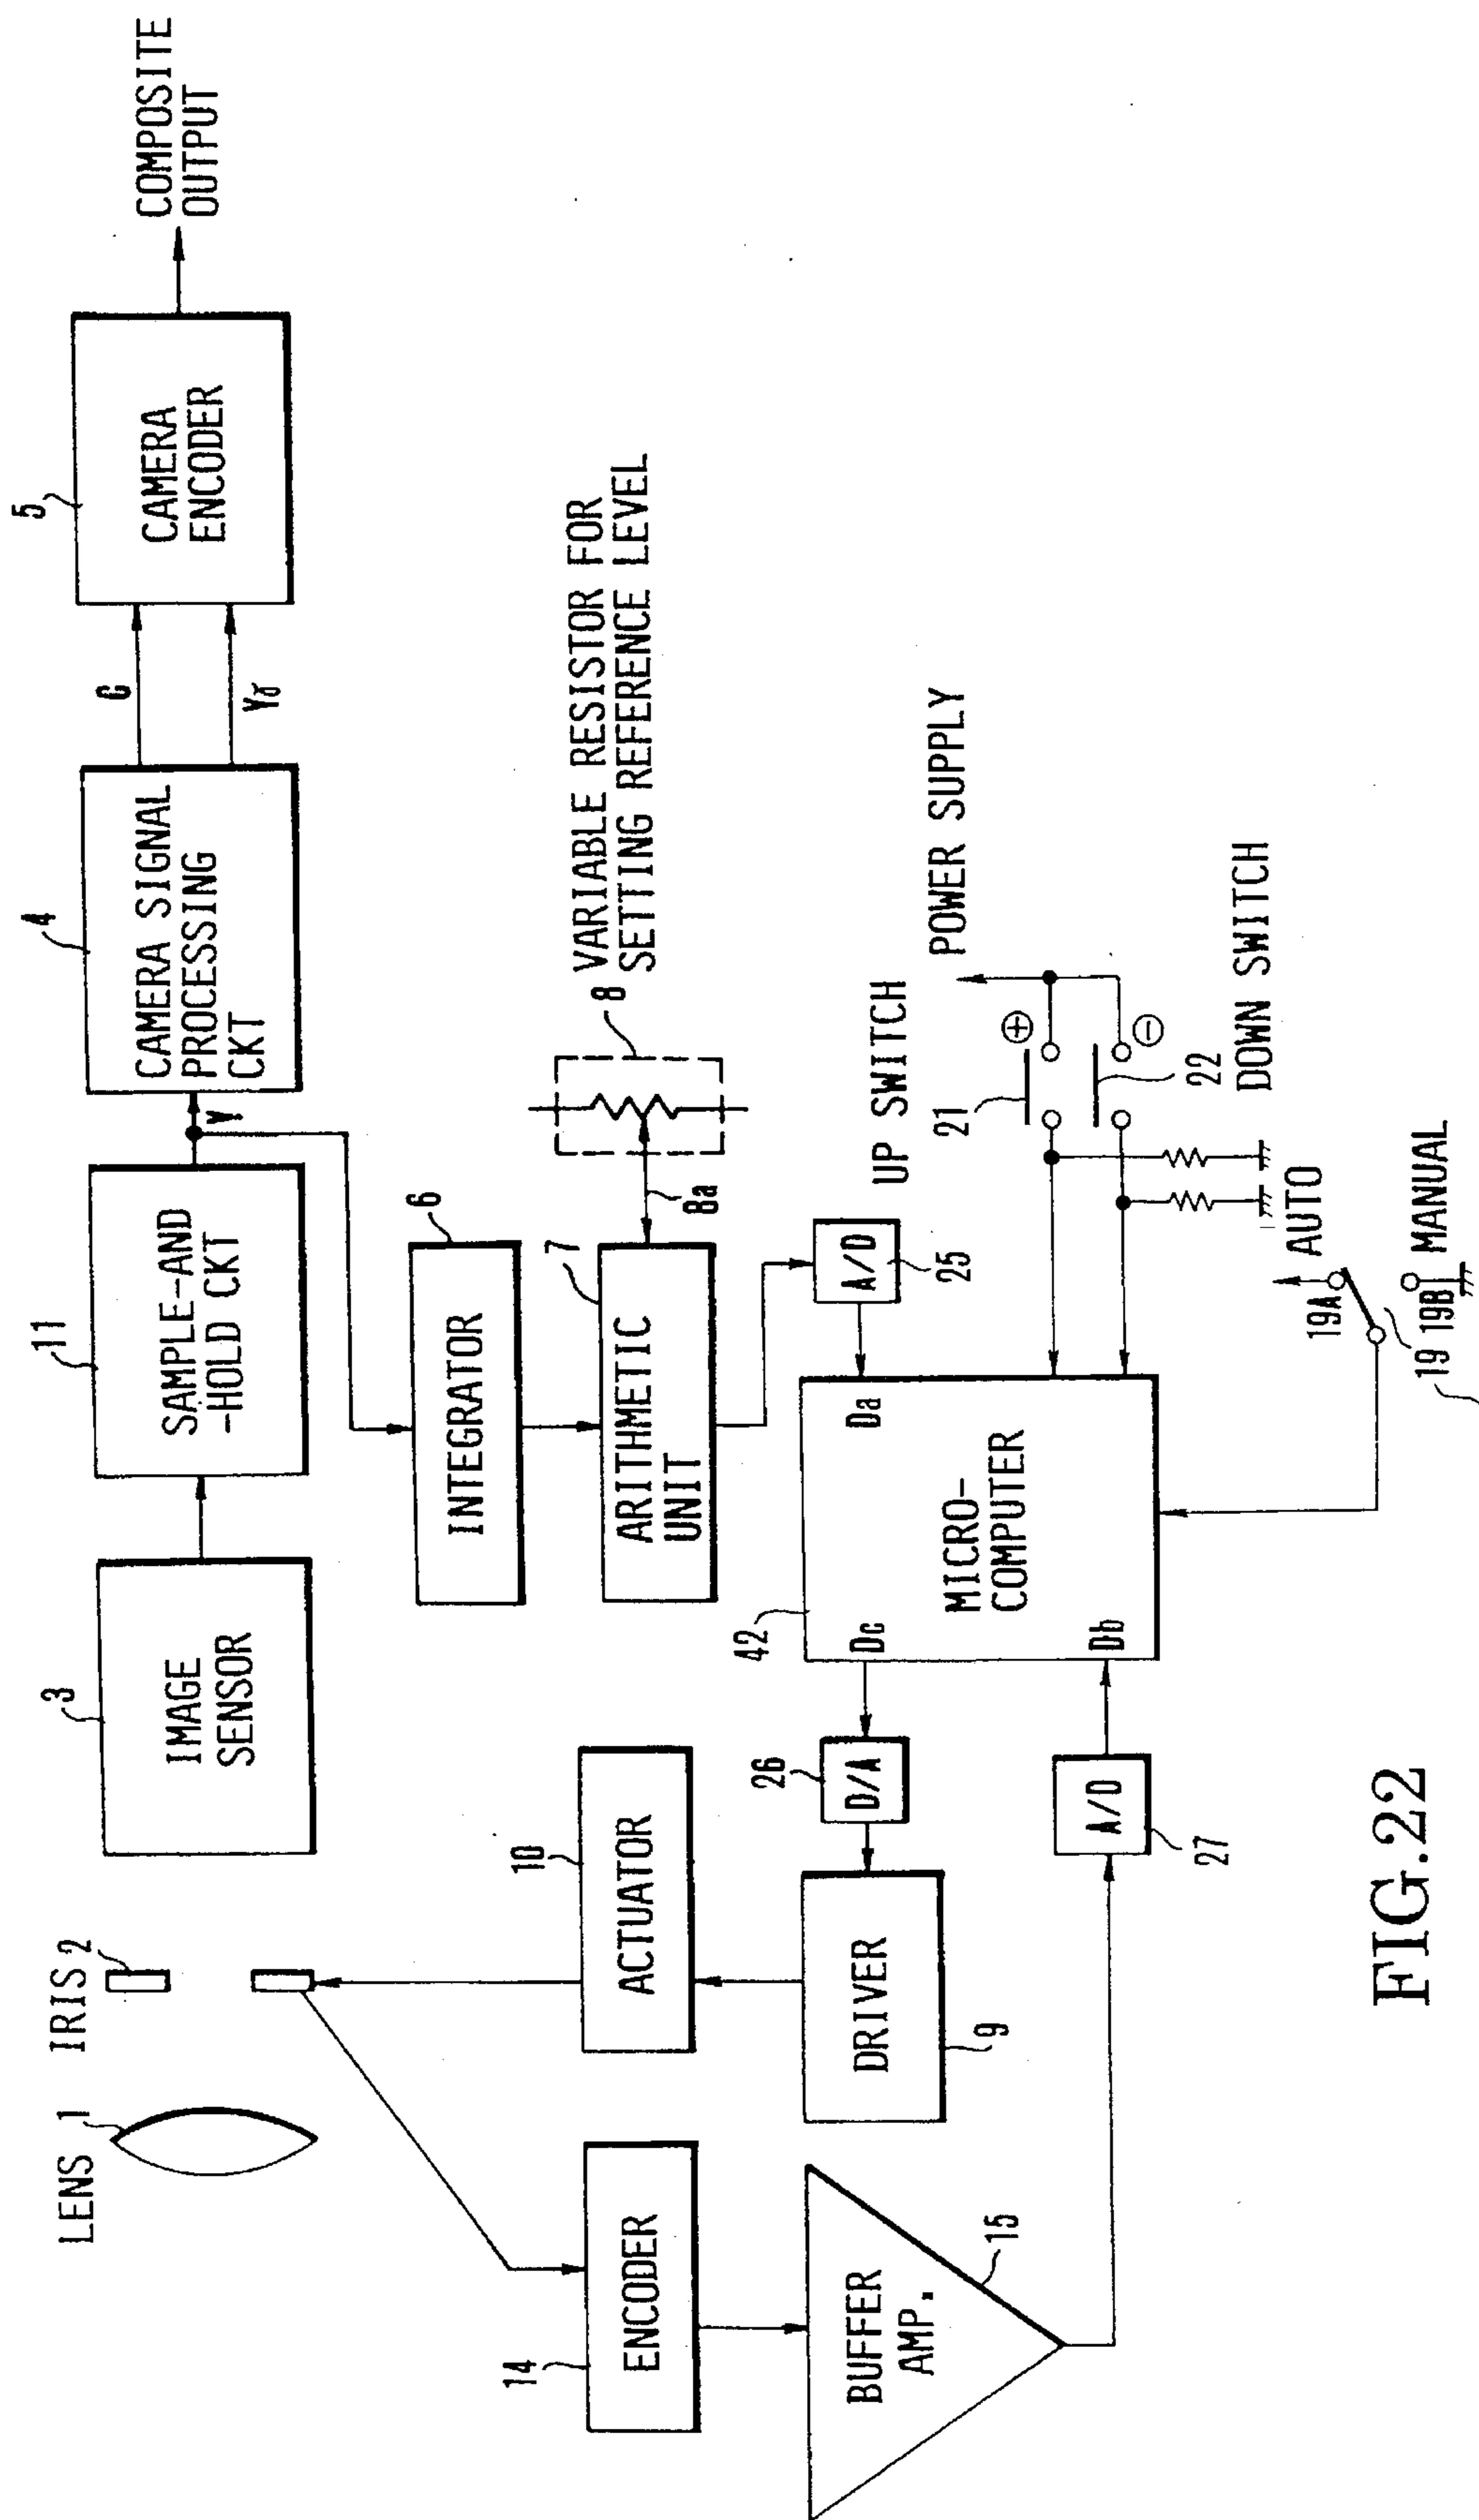 LENS 1
IRIS 2
3
IMAGE
SENSOR
11
SAMPLE-AND
-HOLD CKT
Y
4
CAMERA SIGNAL
PROCESSING
CKT
C
Yγ
5
CAMERA
ENCODER
COMPOSITE
OUTPUT
6
INTEGRATOR
7
ARITHMETIC
UNIT
8a
8
VARIABLE RESISTOR FOR
SETTING REFERENCE LEVEL
10
ACTUATOR
14
ENCODER
9
DRIVER
26
D/A
42
MICRO-
COMPUTER
Da
Db
Dc
A/D
25
UP SWITCH
21
+
POWER SUPPLY
−
22
DOWN SWITCH
BUFFER
AMP.
15
A/D
27
AUTO
19A
19
19B
MANUAL
FIG.22